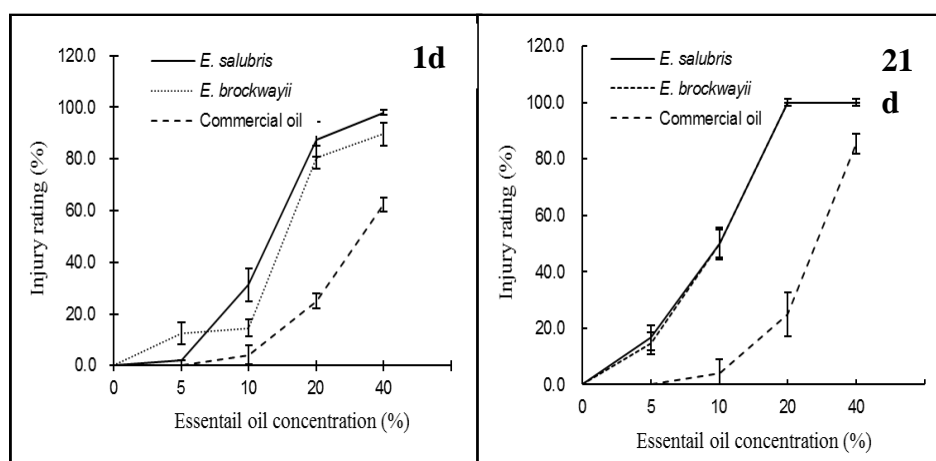 1d
120.0
100.0
80.0
60.0
40.0
20.0
0.0
E. salubris
E. brockwayii
Commercial oil
Injury rating (%)
0 5 10 20 40
Essentail oil concentration (%)
21
d
120.0
100.0
80.0
60.0
40.0
20.0
0.0
E. salubris
E. brockwayii
Commercial oil
Injury rating (%)
0 5 10 20 40
Essentail oil concentration (%)